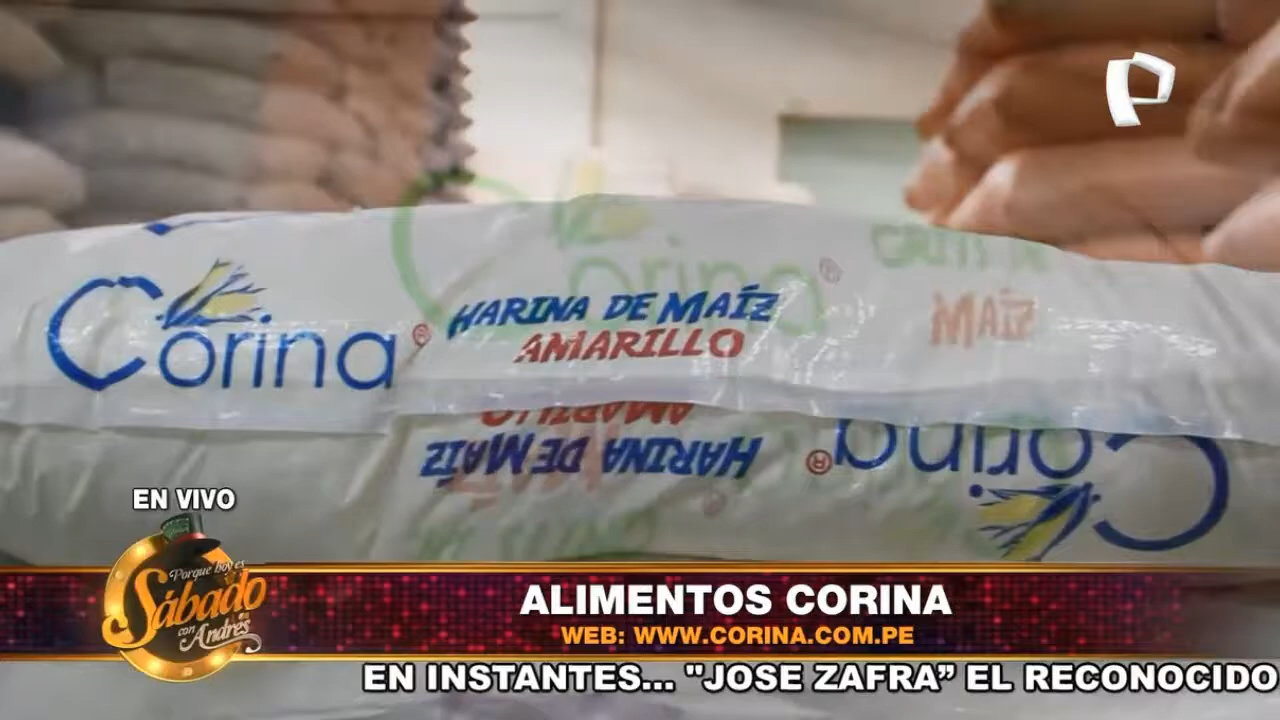 Corina®
HARINA DE MAÍZ
AMARILLO
MAÍZ
Corina
AMARILLO
HARINA DE MAÍZ
Corina®
EN VIVO
Porque hoy es
Sábado
con Andrés
ALIMENTOS CORINA
WEB: WWW.CORINA.COM.PE
EN INSTANTES... "JOSE ZAFRA” EL RECONOCIDO